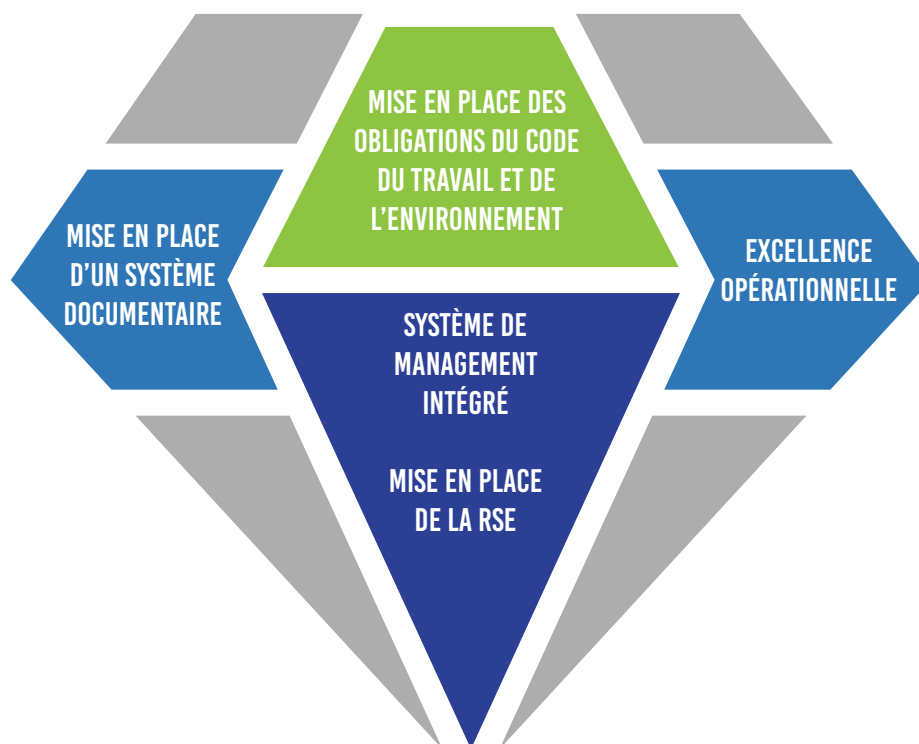 MISE EN PLACE DES
OBLIGATIONS DU CODE
DU TRAVAIL ET DE
L'ENVIRONNEMENT
MISE EN PLACE
D'UN SYSTÈME
DOCUMENTAIRE
EXCELLENCE
OPÉRATIONNELLE
SYSTÈME DE
MANAGEMENT
INTÉGRÉ
MISE EN PLACE
DE LA RSE